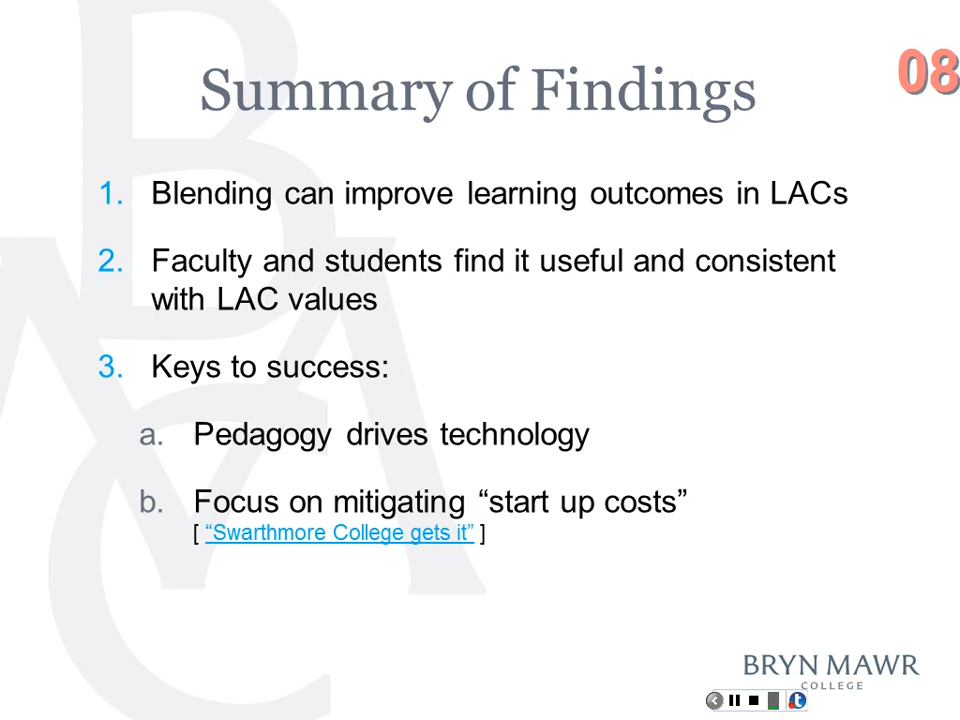 Summary of Findings
08
1. Blending can improve learning outcomes in LACs
2. Faculty and students find it useful and consistent
with LAC values
3. Keys to success:
a. Pedagogy drives technology
b. Focus on mitigating “start up costs”
[ “Swarthmore College gets it” ]
BRYN MAWR
COLLEGE